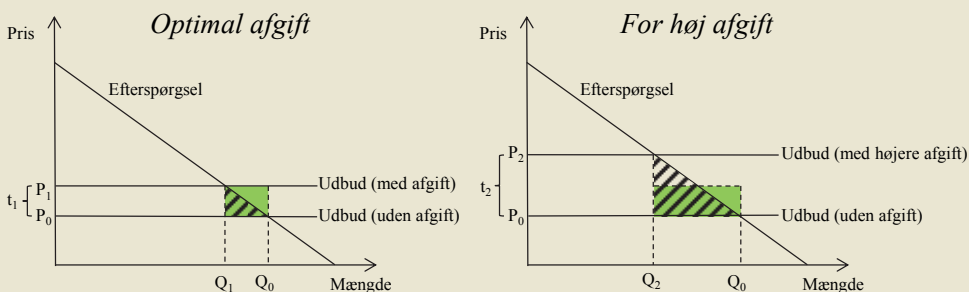 Optimal afgift
Pris
Efterspørgsel
P1
t1
P0
Udbud (med afgift)
Udbud (uden afgift)
Q1
Q0
Mængde
For høj afgift
Pris
Efterspørgsel
P2
t2
P0
Udbud (med højere afgift)
Udbud (uden afgift)
Q2
Q0
Mængde